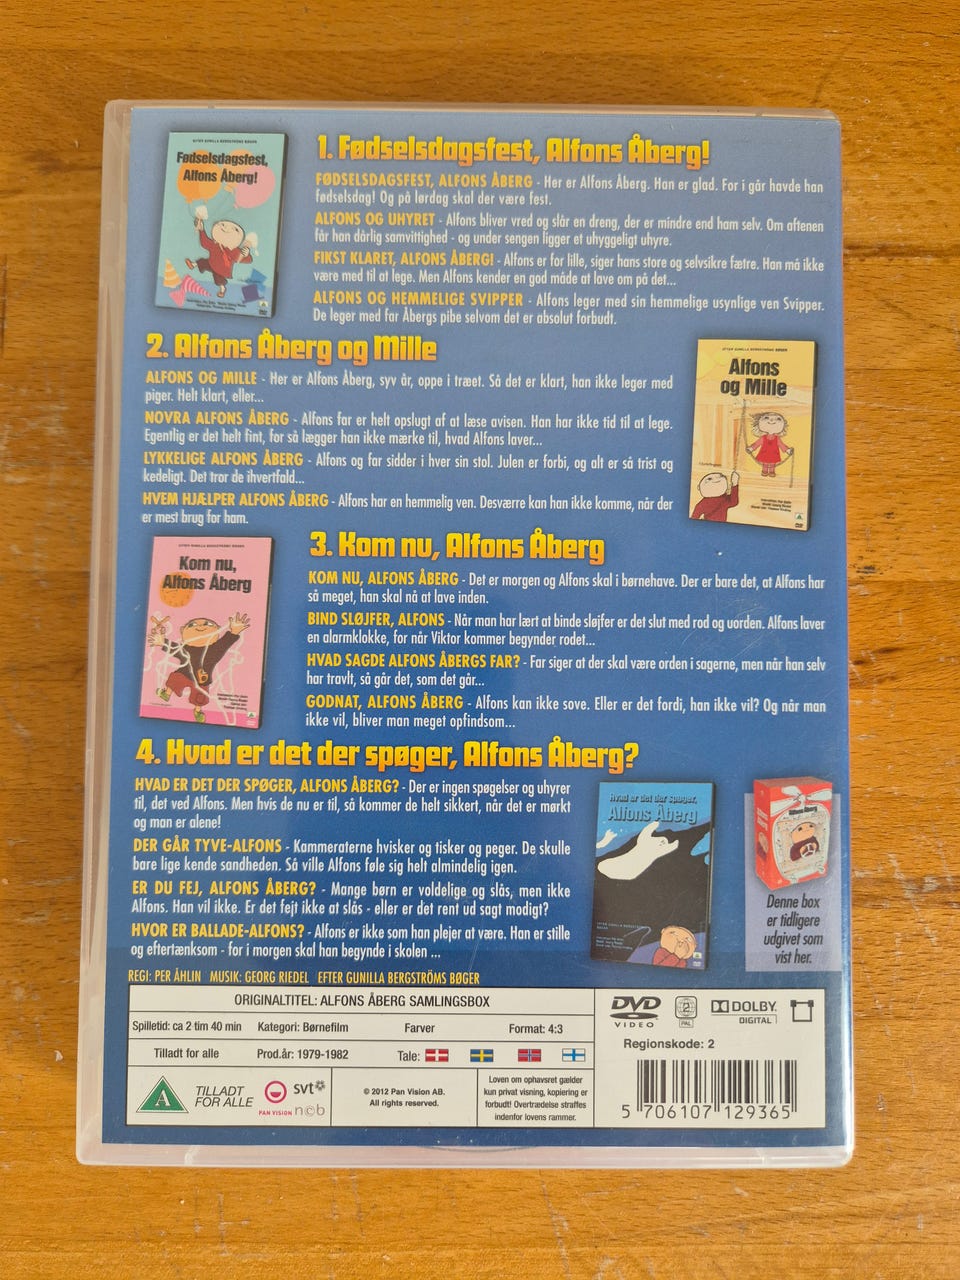 EFTER GUNILLA BERGSTRÖMS BØGER
Fødselsdagsfest,
Alfons Åberg!
1. Fødselsdagsfest, Alfons Åberg!
FØDSELSDAGSFEST, ALFONS ÅBERG - Her er Alfons Åberg. Han er glad. For i går havde han
fødselsdag! Og på lørdag skal der være fest.
ALFONS OG UHYRET - Alfons bliver vred og slår en dreng, der er mindre end ham selv. Om aftenen
får han dårlig samvittighed - og under sengen ligger et uhyggeligt uhyre.
FIKST KLARET, ALFONS ÅBERG! - Alfons er for lille, siger hans store og selvsikre fætre. Han må ikke
være med til at lege. Men Alfons kender en god måde at lave om på det...
ALFONS OG HEMMELIGE SVIPPER - Alfons leger med sin hemmelige usynlige ven Svipper.
De leger med far Åbergs pibe selvom det er absolut forbudt.
2. Alfons Åberg og Mille
ALFONS OG MILLE - Her er Alfons Åberg, syv år, oppe i træet. Så det er klart, han ikke leger med
piger. Helt klart, eller...
NOVRA ALFONS ÅBERG - Alfons far er helt opslugt af at læse avisen. Han har ikke tid til at lege.
Egentlig er det helt fint, for så lægger han ikke mærke til, hvad Alfons laver...
LYKKELIGE ALFONS ÅBERG - Alfons og far sidder i hver sin stol. Julen er forbi, og alt er så trist og
kedeligt. Det tror de ihvertfald...
HVEM HJÆLPER ALFONS ÅBERG - Alfons har en hemmelig ven. Desværre kan han ikke komme, når der
er mest brug for ham.
EFTER GUNILLA BERGSTRÖMS BØGER
Alfons
og Mille
EFTER GUNILLA BERGSTRÖMS BØGER
Kom nu,
Alfons Åberg
3. Kom nu, Alfons Åberg
KOM NU, ALFONS ÅBERG - Det er morgen og Alfons skal i børnehave. Der er bare det, at Alfons har
så meget, han skal nå at lave inden.
BIND SLØJFER, ALFONS - Når man har lært at binde sløjfer er det slut med rod og uorden. Alfons laver
en alarmklokke, for når Viktor kommer begynder rodet...
HVAD SAGDE ALFONS ÅBERGS FAR? - Far siger at der skal være orden i sagerne, men når han selv
har travlt, så går det, som det går...
GODNAT, ALFONS ÅBERG - Alfons kan ikke sove. Eller er det fordi, han ikke vil? Og når man
ikke vil, bliver man meget opfindsom...
4. Hvad er det der spøger, Alfons Åberg?
HVAD ER DET DER SPØGER, ALFONS ÅBERG? - Der er ingen spøgelser og uhyrer
til, det ved Alfons. Men hvis de nu er til, så kommer de helt sikkert, når det er mørkt
og man er alene!
DER GÅR TYVE-ALFONS - Kammeraterne hvisker og tisker og peger. De skulle
bare lige kende sandheden. Så ville Alfons føle sig helt almindelig igen.
ER DU FEJ, ALFONS ÅBERG? - Mange børn er voldelige og slås, men ikke
Alfons. Han vil ikke. Er det fejt ikke at slås - eller er det rent ud sagt modigt?
HVOR ER BALLADE-ALFONS? - Alfons er ikke som han plejer at være. Han er stille
og eftertænksom - for i morgen skal han begynde i skolen ...
Hvad er det der spøger,
Alfons Åberg
Alfons Åberg
Denne box
er tidligere
udgivet som
vist her.
REGI: PER ÅHLIN MUSIK: GEORG RIEDEL EFTER GUNILLA BERGSTRÖMS BØGER
ORIGINALTITEL: ALFONS ÅBERG SAMLINGSBOX
Spilletid: ca 2 tim 40 min Kategori: Børnefilm Farver Format: 4:3
Tilladt for alle Prod.år: 1979-1982 Tale:
A TILLADT
FOR ALLE
PAN VISION
svt
ncb
© 2012 Pan Vision AB.
All rights reserved.
Loven om ophavsret gælder
kun privat visning, kopiering er
forbudt! Overtrædelse straffes
indenfor lovens rammer.
DVD
VIDEO
2
PAL
DOLBY
DIGITAL
Regionskode: 2
5 706107 129365